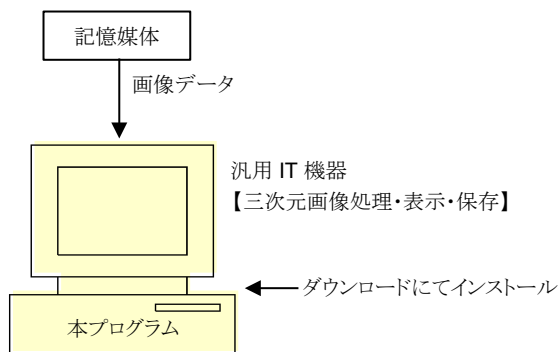 記憶媒体
画像データ
汎用 IT 機器
【三次元画像処理・表示・保存】
ダウンロードにてインストール
本プログラム